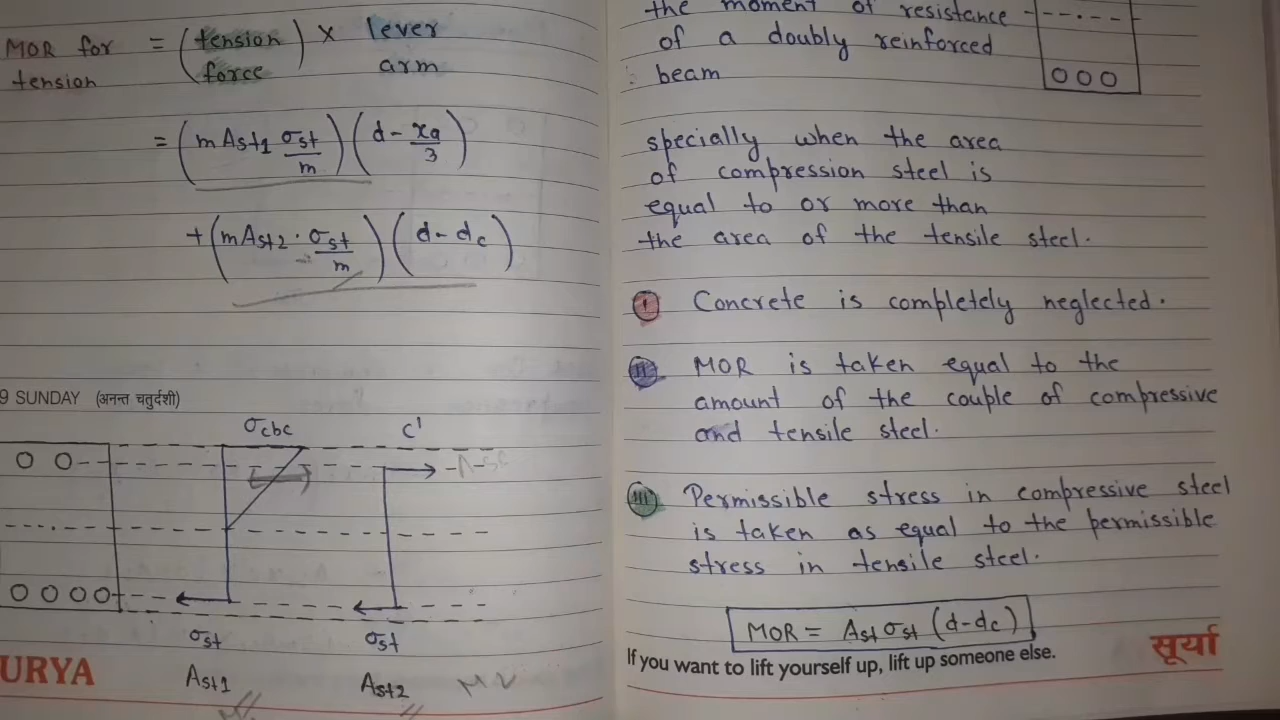 MOR for = (tension force) × lever arm
tension
= (mAst1 σst/m) (d - xa/3)
+ (mAst2 · σst/m) (d - dc)
9 SUNDAY (अनन्त चतुर्दशी)
σcbc C'
σst σst
Ast1 Ast2
URYA
the moment of resistance
of a doubly reinforced
beam
specially when the area
of compression steel is
equal to or more than
the area of the tensile steel.
I Concrete is completely neglected.
II MOR is taken equal to the
amount of the couple of compressive
and tensile steel.
III Permissible stress in compressive steel
is taken as equal to the permissible
stress in tensile steel.
MOR = Ast σst (d-dc)
If you want to lift yourself up, lift up someone else.
सूर्या